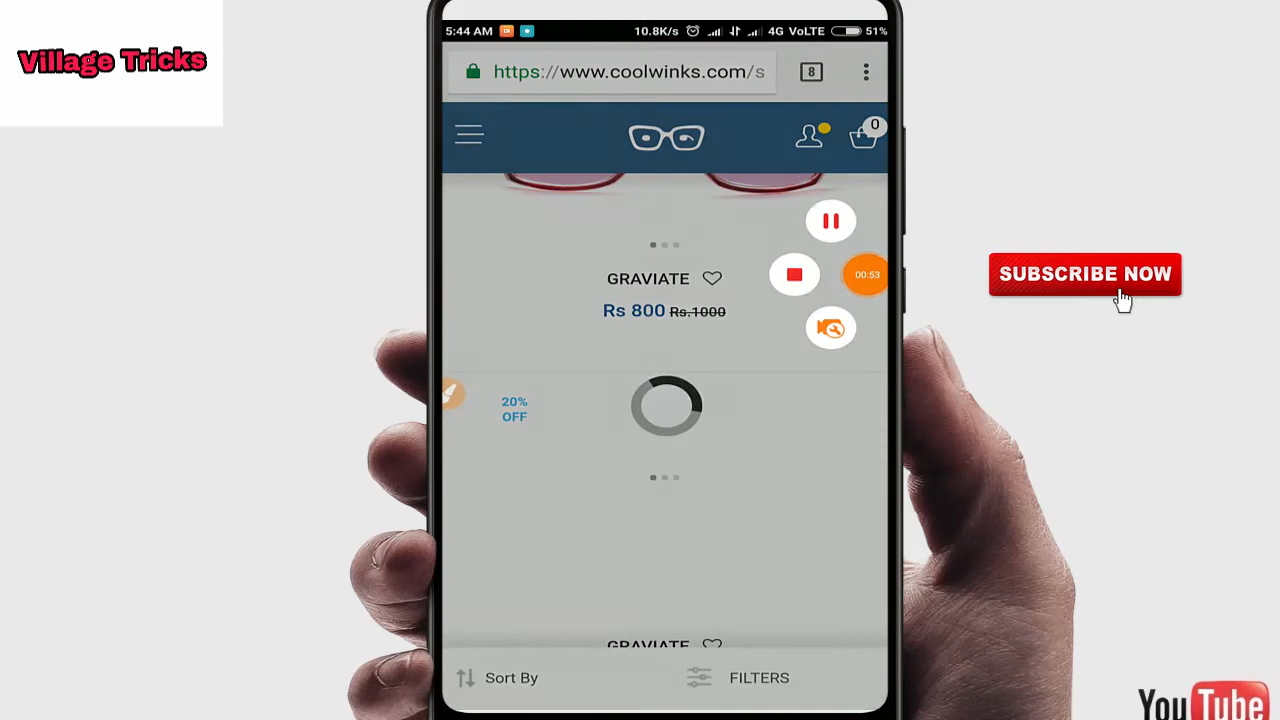 Village Tricks
5:44 AM
10.8K/s 4G VoLTE 51%
https://www.coolwinks.com/s
8
0
GRAVIATE
Rs 800 Rs.1000
00:53
20%
OFF
GRAVIATE
Sort By
FILTERS
SUBSCRIBE NOW
YouTube